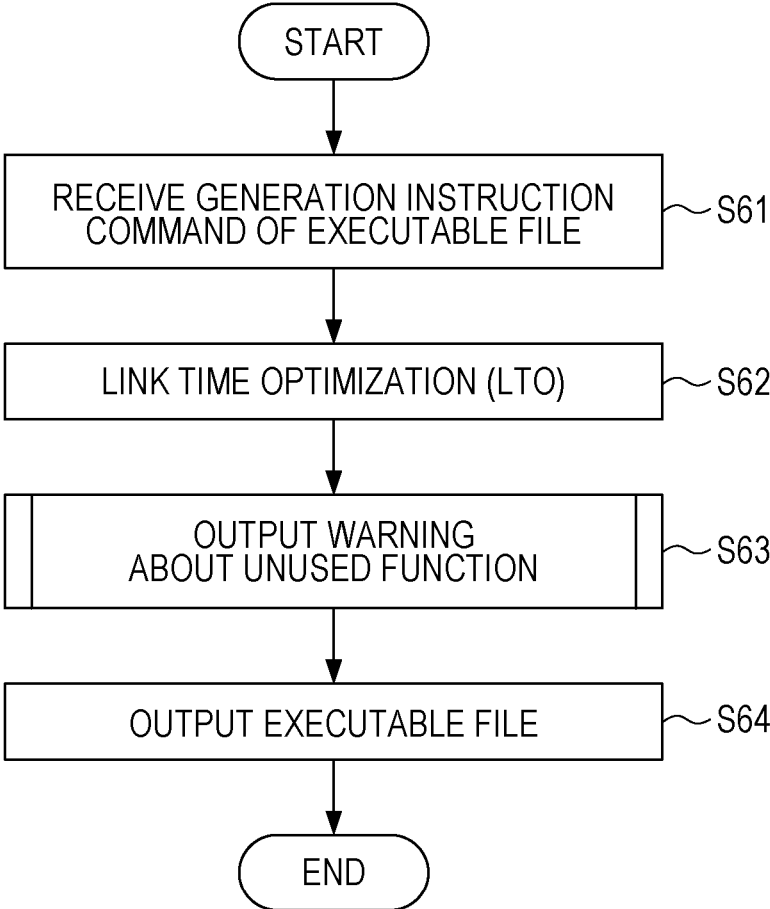 START
RECEIVE GENERATION INSTRUCTION
COMMAND OF EXECUTABLE FILE
S61
LINK TIME OPTIMIZATION (LTO)
S62
OUTPUT WARNING
ABOUT UNUSED FUNCTION
S63
OUTPUT EXECUTABLE FILE
S64
END